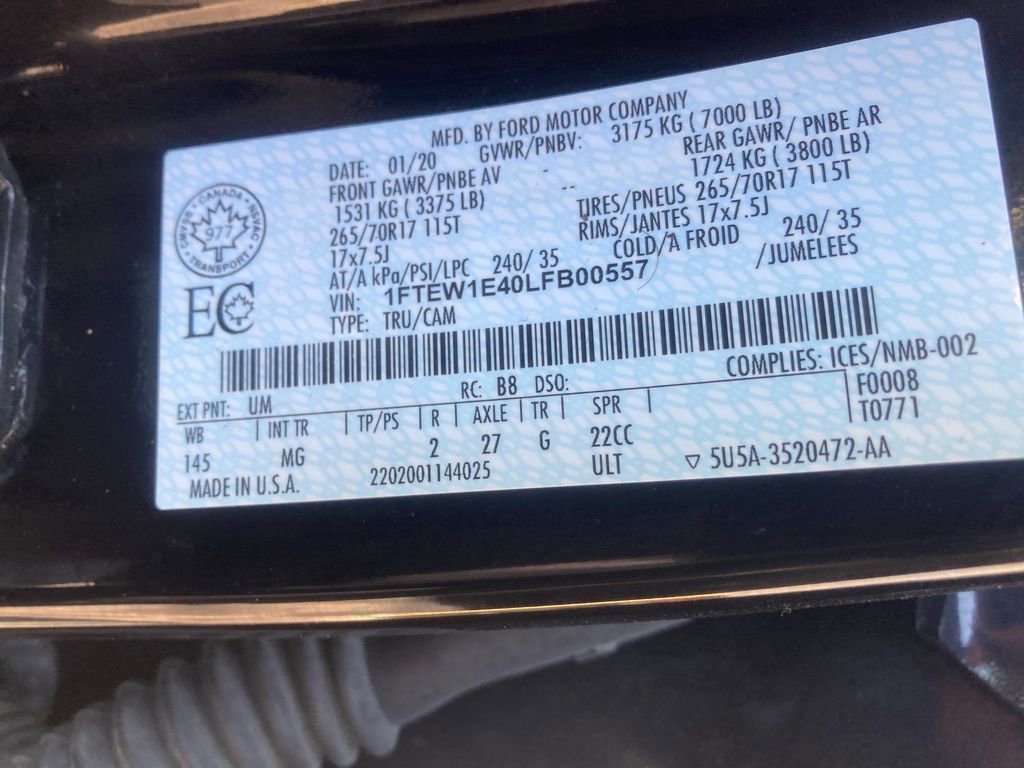 MFD. BY FORD MOTOR COMPANY
DATE: 01/20 GVWR/PNBV: 3175 KG ( 7000 LB)
FRONT GAWR/PNBE AV - REAR GAWR/ PNBE AR
1531 KG ( 3375 LB) -- 1724 KG ( 3800 LB)
265/70R17 115T TIRES/PNEUS 265/70R17 115T
17x7.5J RIMS/JANTES 17x7.5J
AT/A kPa/PSI/LPC 240/ 35 COLD/A FROID 240/ 35
VIN: 1FTEW1E40LFB00557 /JUMELEES
TYPE: TRU/CAM
CANADA
977
TRANSPORT
EC
COMPLIES: ICES/NMB-002
EXT PNT: UM RC: B8 DSO:
WB INT TR TP/PS R AXLE TR SPR F0008
145 MG 2 27 G 22CC T0771
MADE IN U.S.A. 2202001144025 ULT ▽ 5U5A-3520472-AA